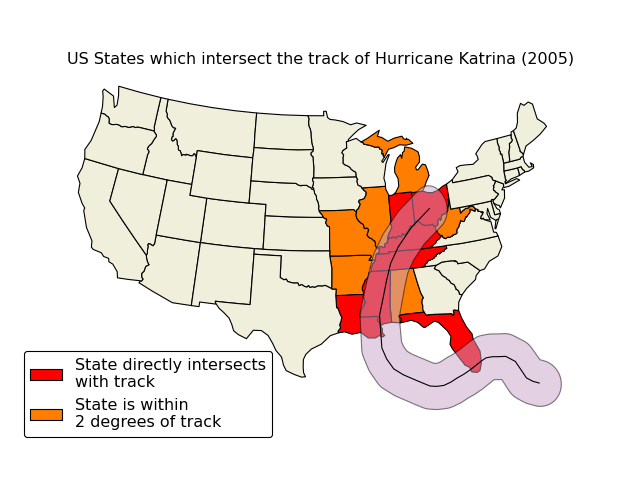 US States which intersect the track of Hurricane Katrina (2005)
State directly intersects
with track
State is within
2 degrees of track